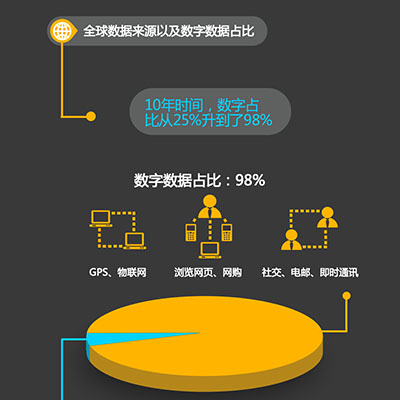 全球数据来源以及数字数据占比
10年时间，数字占
比从25%升到了98%
数字数据占比：98%
GPS、物联网
浏览网页、网购
社交、电邮、即时通讯